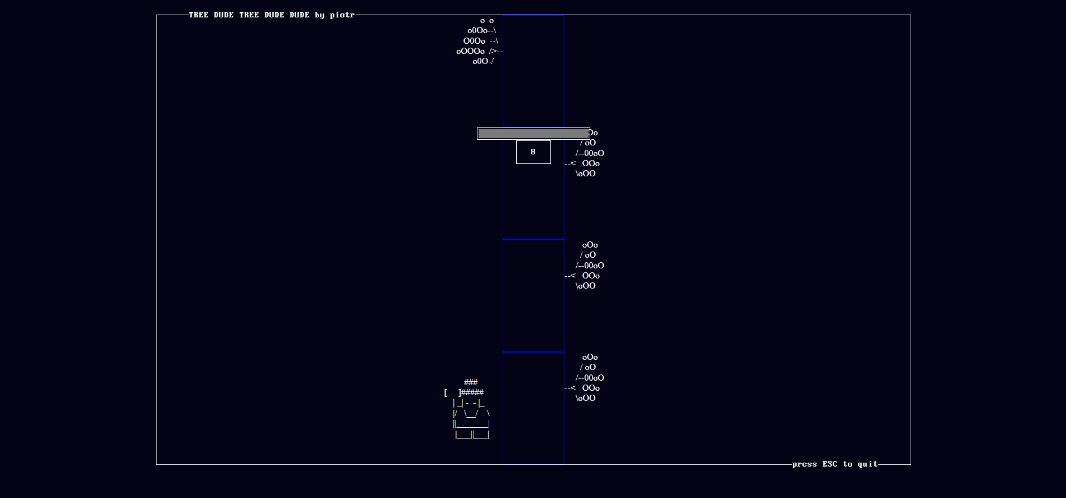 TREE DUDE TREE DUDE DUDE by piotr
8
press ESC to quit